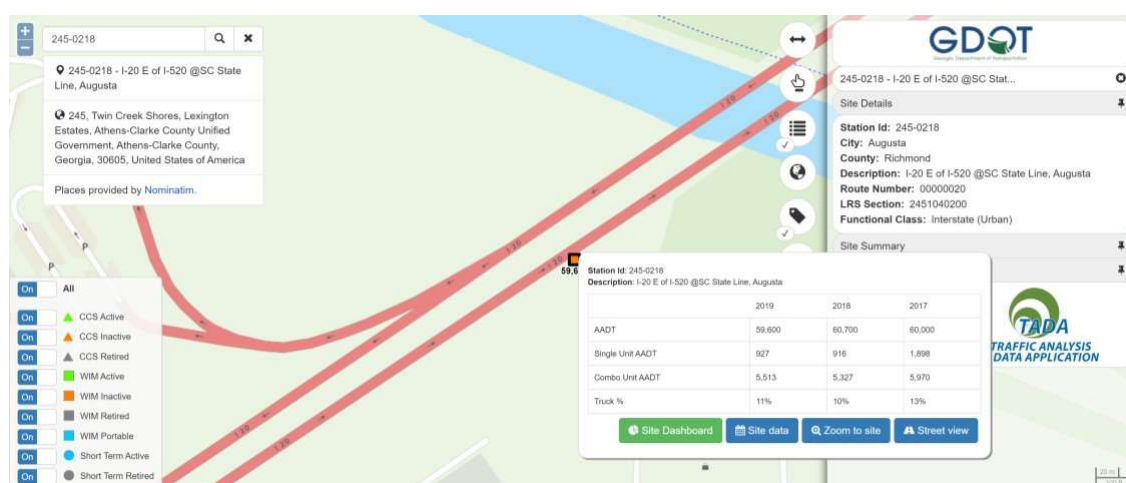 +
−
245-0218
245-0218 - I-20 E of I-520 @SC State
Line, Augusta
245, Twin Creek Shores, Lexington
Estates, Athens-Clarke County Unified
Government, Athens-Clarke County,
Georgia, 30605, United States of America
Places provided by Nominatim.
P
P
P
I 20
I 20
I 20
I 20
I 20
I 20
I 20
59,6
On All
On CCS Active
On CCS Inactive
On CCS Retired
On WIM Active
On WIM Inactive
On WIM Retired
On WIM Portable
On Short Term Active
On Short Term Retired
GDOT
Georgia Department of Transportation
245-0218 - I-20 E of I-520 @SC Stat...
Site Details
Station Id: 245-0218
City: Augusta
County: Richmond
Description: I-20 E of I-520 @SC State Line, Augusta
Route Number: 00000020
LRS Section: 2451040200
Functional Class: Interstate (Urban)
Site Summary
Station Id: 245-0218
Description: I-20 E of I-520 @SC State Line, Augusta
2019 2018 2017
AADT 59,600 60,700 60,000
Single Unit AADT 927 916 1,898
Combo Unit AADT 5,513 5,327 5,970
Truck % 11% 10% 13%
Site Dashboard Site data Zoom to site Street view
TADA
TRAFFIC ANALYSIS
DATA APPLICATION
20 m